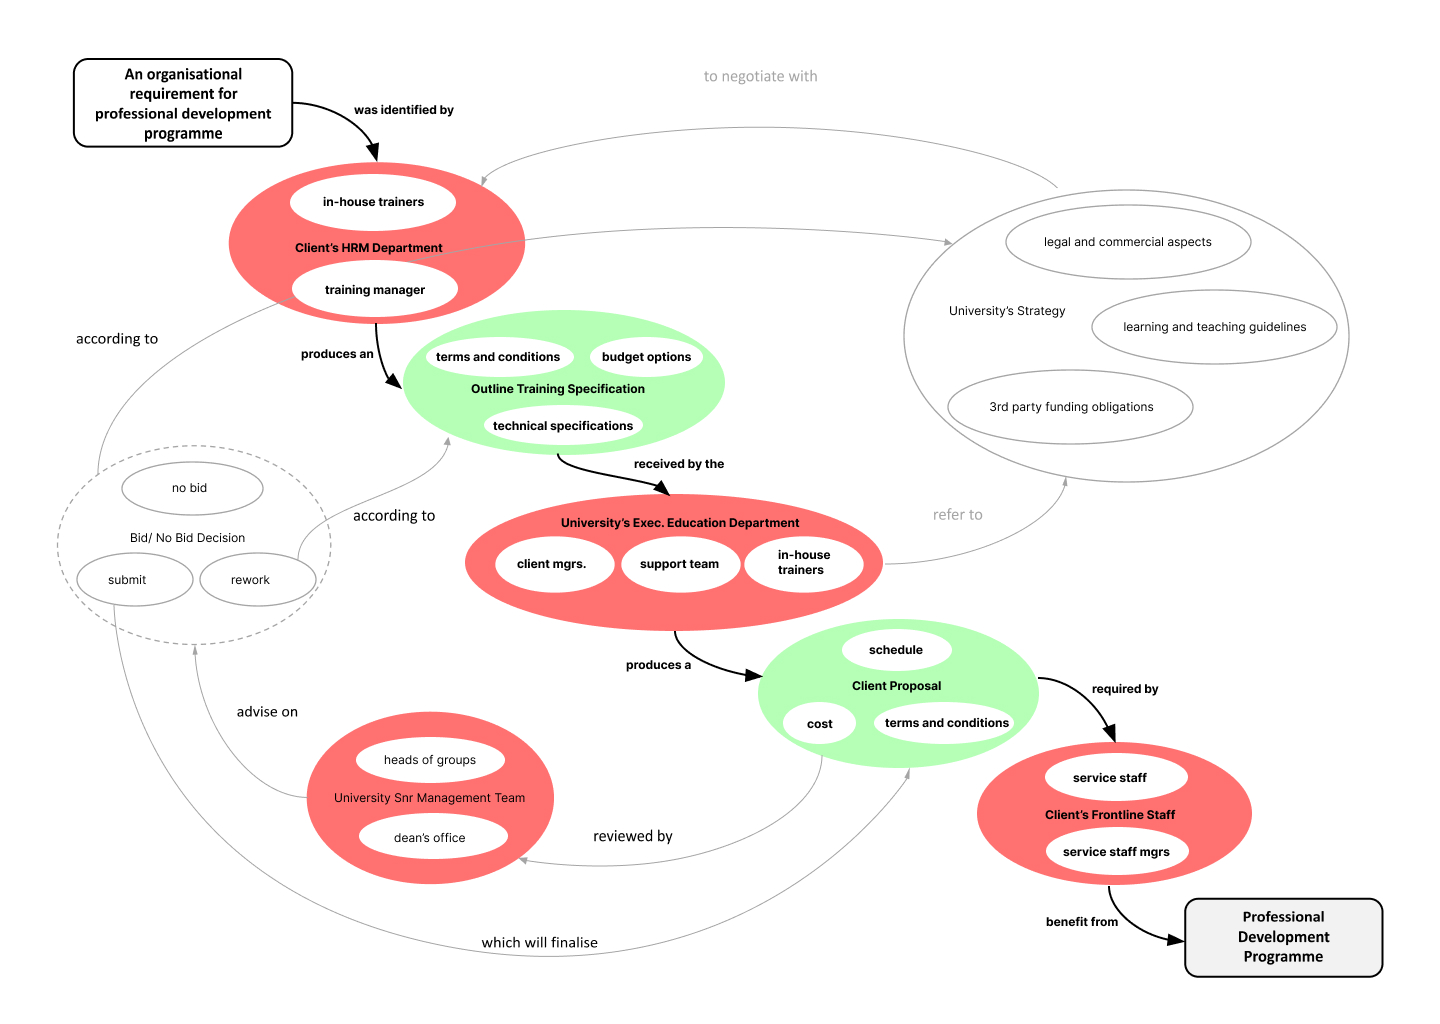 An organisational
requirement for
professional development
programme
was identified by
to negotiate with
in-house trainers
Client's HRM Department
training manager
legal and commercial aspects
University's Strategy
learning and teaching guidelines
3rd party funding obligations
according to
produces an
terms and conditions
budget options
Outline Training Specification
technical specifications
received by the
no bid
according to
refer to
Bid/ No Bid Decision
submit
rework
University's Exec. Education Department
client mgrs.
support team
in-house
trainers
produces a
schedule
Client Proposal
cost
terms and conditions
required by
advise on
heads of groups
University Snr Management Team
dean's office
reviewed by
service staff
Client's Frontline Staff
service staff mgrs
which will finalise
benefit from
Professional
Development
Programme